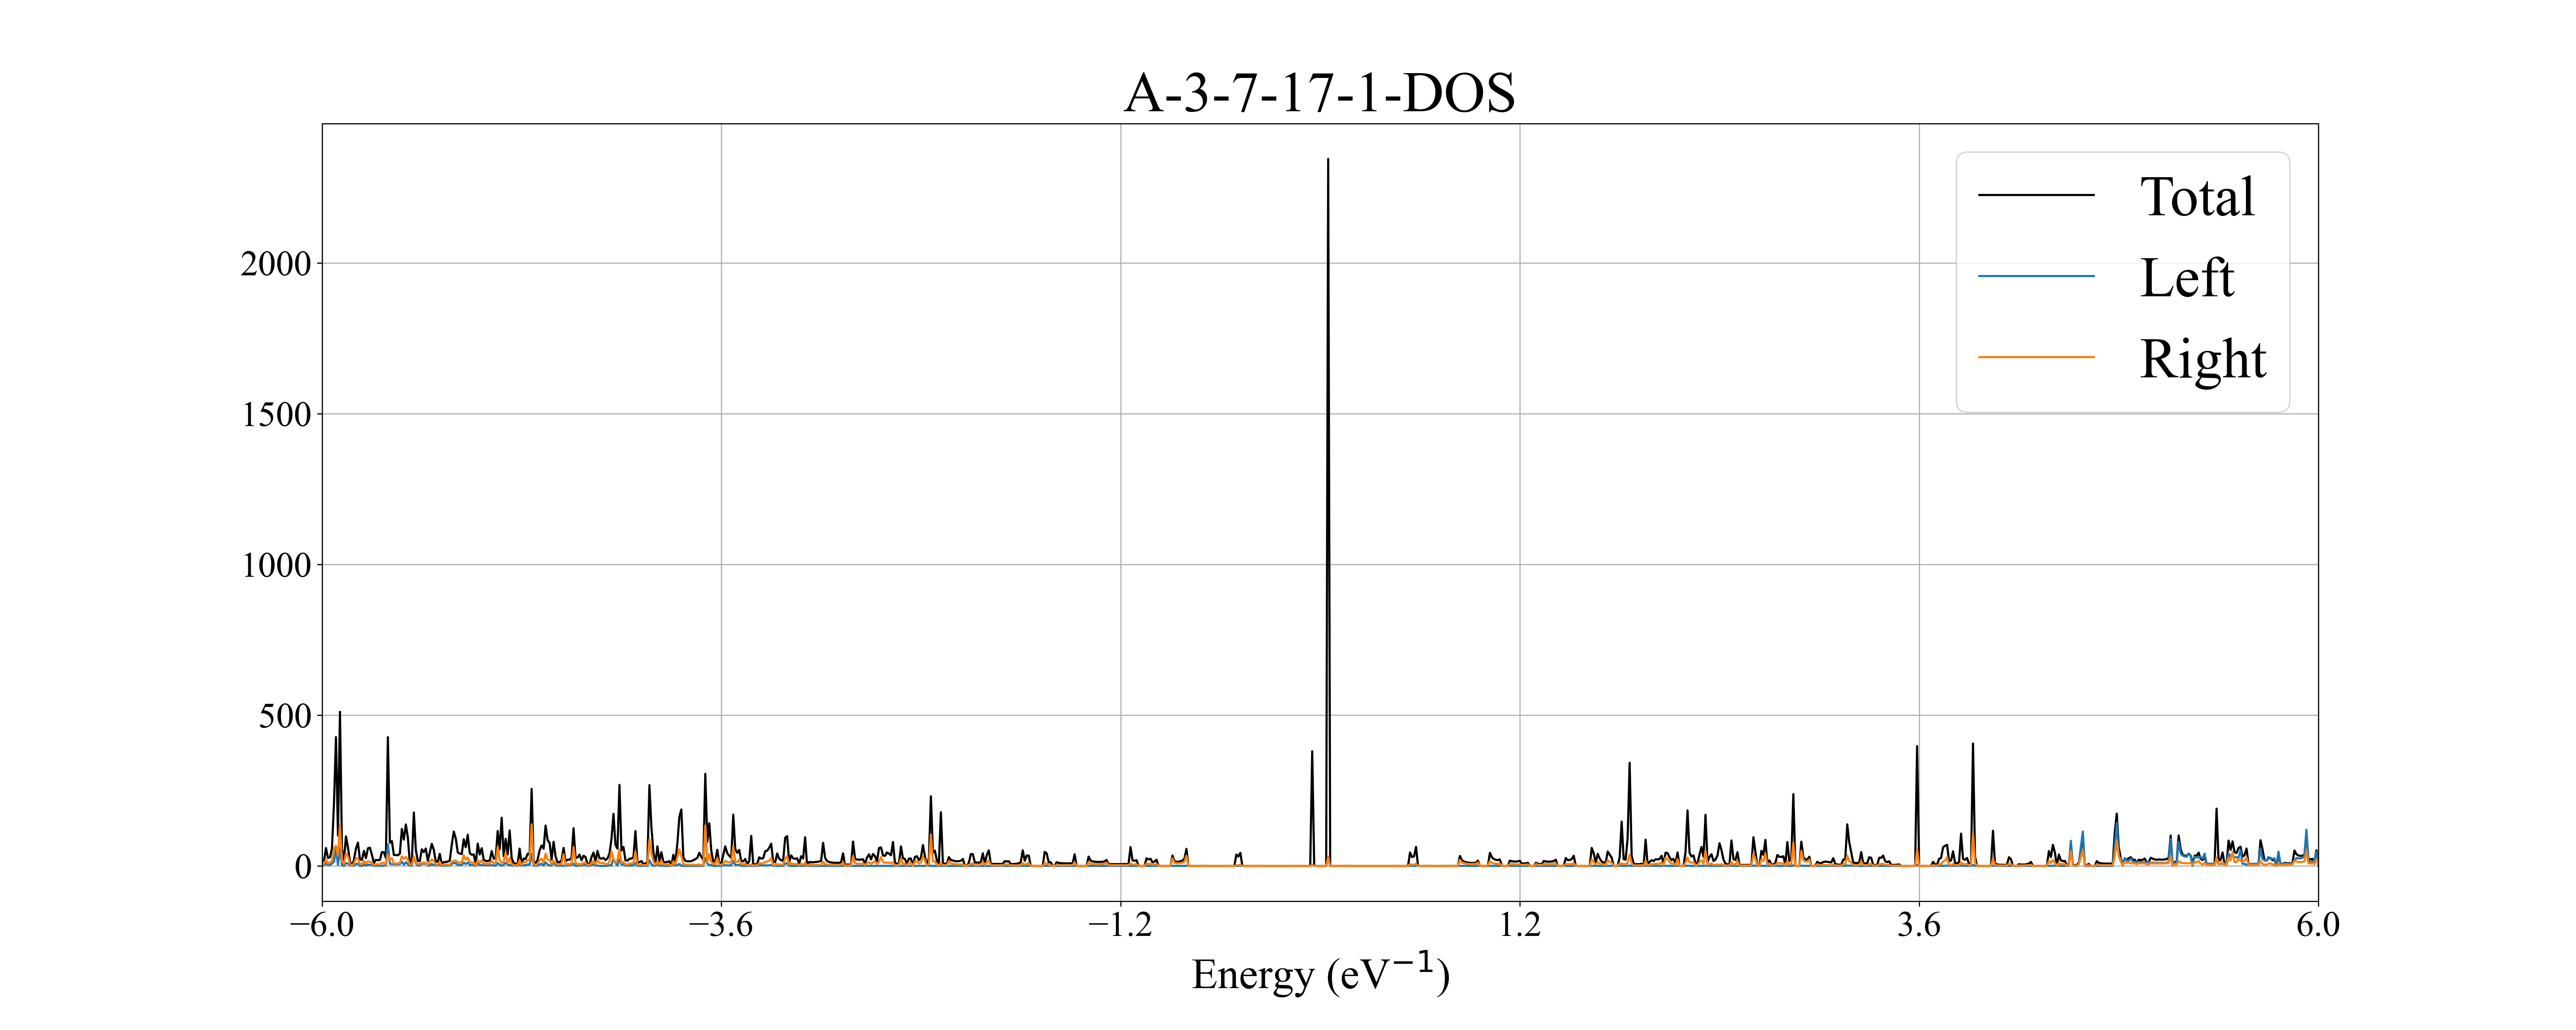 A-3-7-17-1-DOS
Total
Left
Right
2000
1500
1000
500
0
−6.0 −3.6 −1.2 1.2 3.6 6.0
Energy (eV⁻¹)